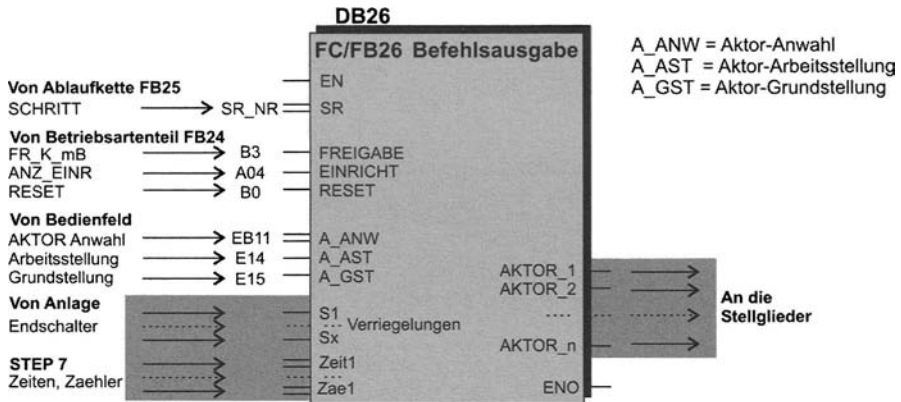 DB26
FC/FB26 Befehlsausgabe
A_ANW = Aktor-Anwahl
A_AST = Aktor-Arbeitsstellung
A_GST = Aktor-Grundstellung
EN
Von Ablaufkette FB25
SCHRITT SR_NR SR
Von Betriebsartenteil FB24
FR_K_mB B3 FREIGABE
ANZ_EINR A04 EINRICHT
RESET B0 RESET
Von Bedienfeld
AKTOR Anwahl EB11 A_ANW
Arbeitsstellung E14 A_AST
Grundstellung E15 A_GST
AKTOR_1
AKTOR_2
Von Anlage
Endschalter
S1
--- Verriegelungen
Sx
----
AKTOR_n
An die
Stellglieder
STEP 7
Zeiten, Zaehler
Zeit1
---
Zae1
ENO